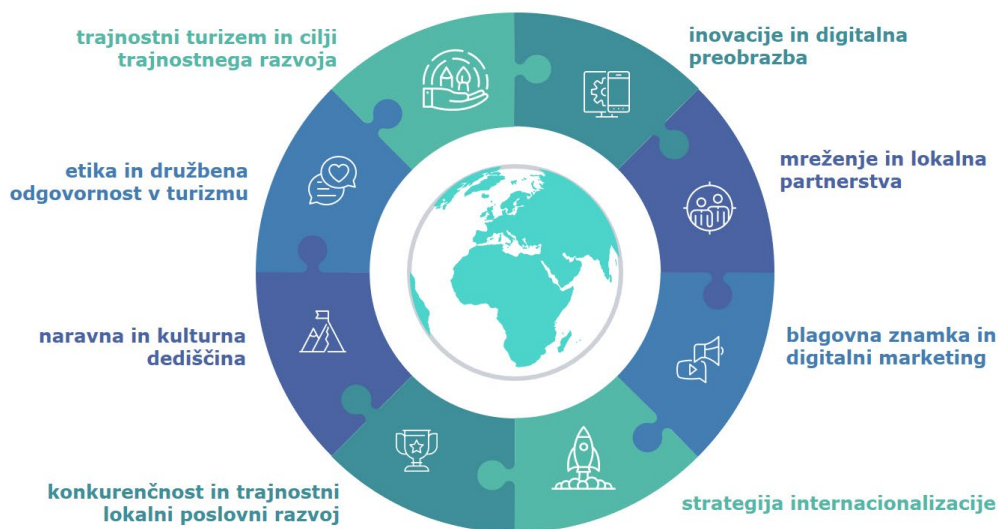 trajnostni turizem in cilji
trajnostnega razvoja
inovacije in digitalna
preobrazba
etika in družbena
odgovornost v turizmu
mreženje in lokalna
partnerstva
naravna in kulturna
dediščina
blagovna znamka in
digitalni marketing
konkurenčnost in trajnostni
lokalni poslovni razvoj
strategija internacionalizacije